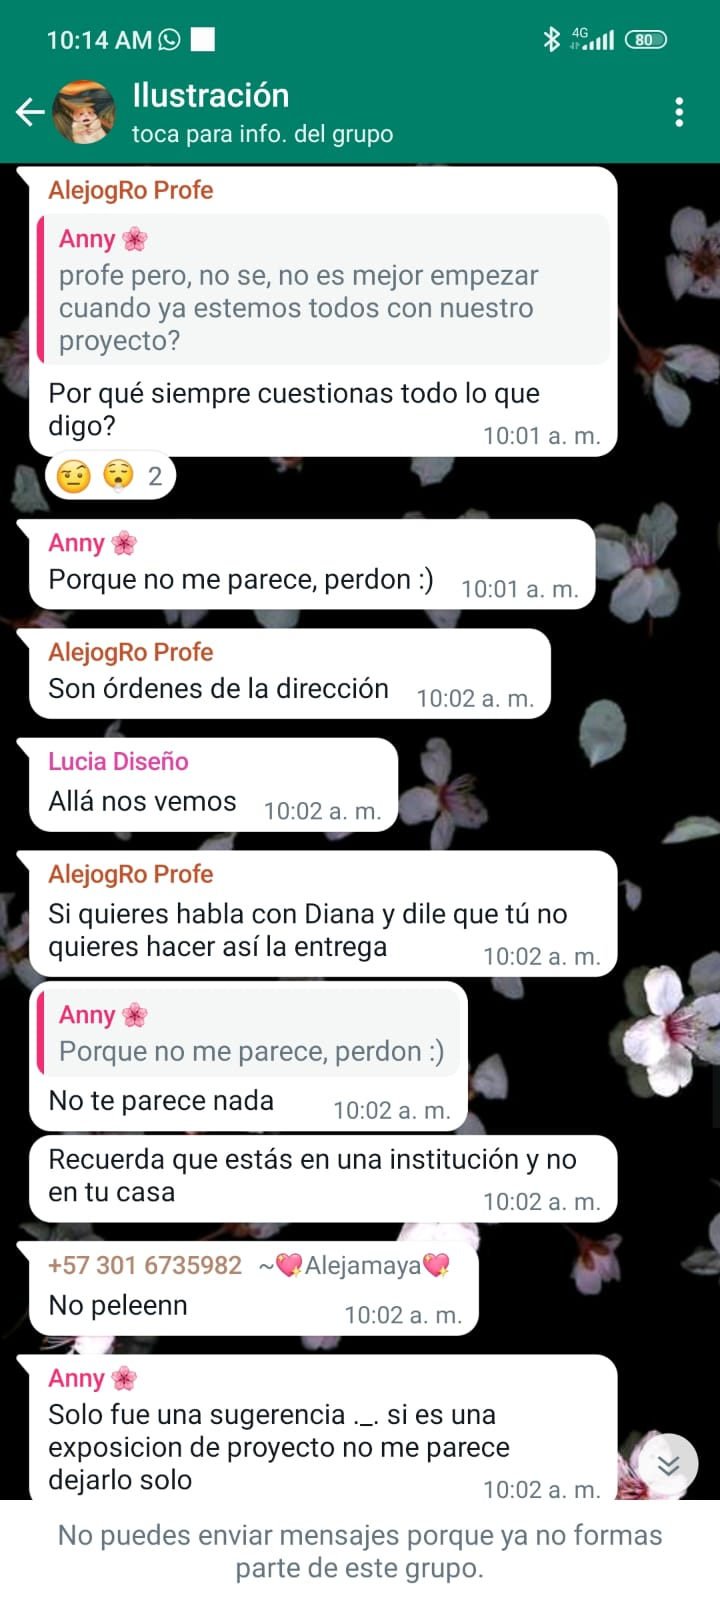 10:14 AM
4G
80
Ilustración
toca para info. del grupo
AlejogRo Profe
Anny 🌸
profe pero, no se, no es mejor empezar
cuando ya estemos todos con nuestro
proyecto?
Por qué siempre cuestionas todo lo que
digo?
10:01 a. m.
🤨 😮‍💨 2
Anny 🌸
Porque no me parece, perdon :)
10:01 a. m.
AlejogRo Profe
Son órdenes de la dirección
10:02 a. m.
Lucia Diseño
Allá nos vemos
10:02 a. m.
AlejogRo Profe
Si quieres habla con Diana y dile que tú no
quieres hacer así la entrega
10:02 a. m.
Anny 🌸
Porque no me parece, perdon :)
No te parece nada
10:02 a. m.
Recuerda que estás en una institución y no
en tu casa
10:02 a. m.
+57 301 6735982 ~💖Alejamaya💖
No peleenn
10:02 a. m.
Anny 🌸
Solo fue una sugerencia ._. si es una
exposicion de proyecto no me parece
dejarlo solo
10:02 a. m.
No puedes enviar mensajes porque ya no formas
parte de este grupo.